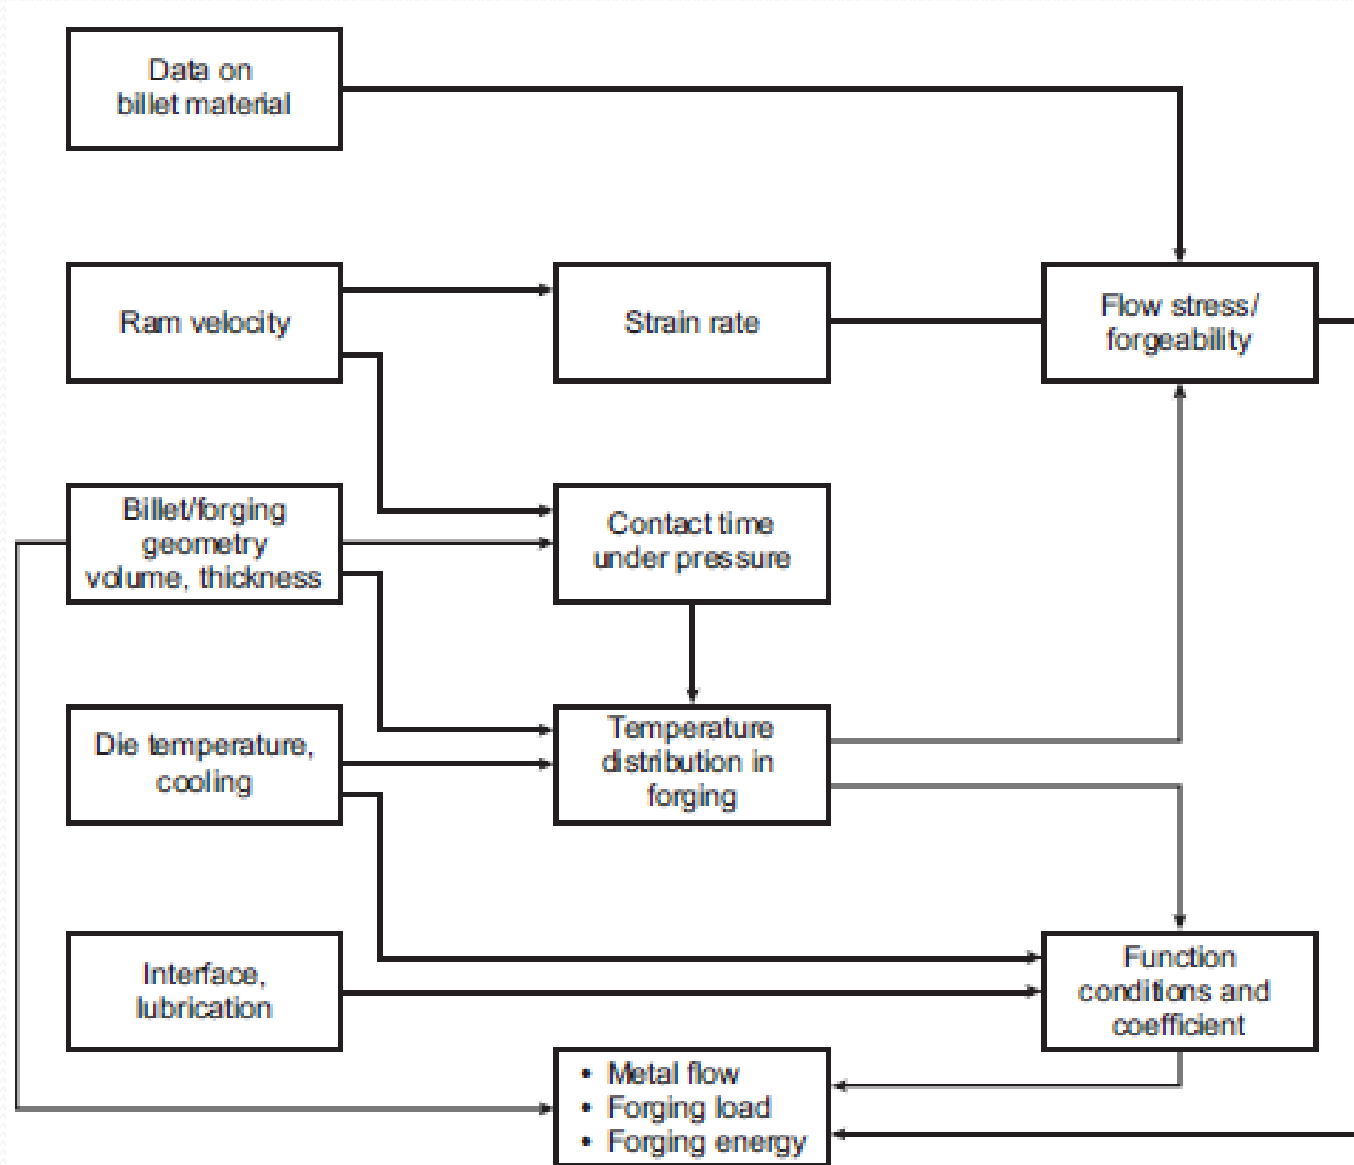 Data on
billet material
Ram velocity
Strain rate
Flow stress/
forgeability
Billet/forging
geometry
volume, thickness
Contact time
under pressure
Die temperature,
cooling
Temperature
distribution in
forging
Interface,
lubrication
Function
conditions and
coefficient
• Metal flow
• Forging load
• Forging energy